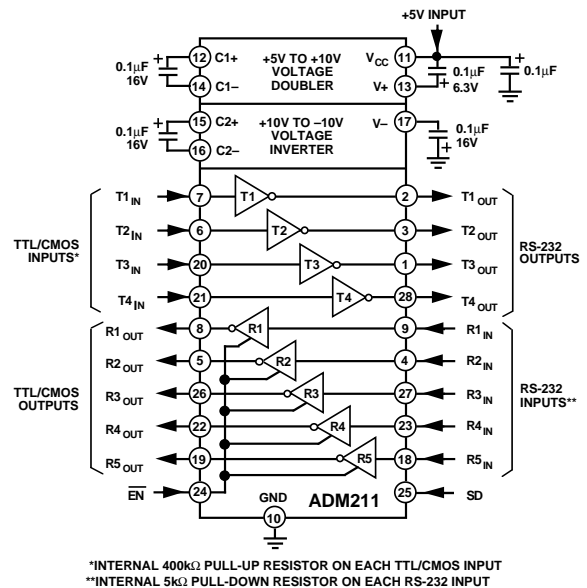 +5V INPUT
0.1µF
16V
12 C1+
14 C1–
+5V TO +10V
VOLTAGE
DOUBLER
VCC 11
V+ 13
0.1µF
6.3V
0.1µF
0.1µF
16V
15 C2+
16 C2–
+10V TO –10V
VOLTAGE
INVERTER
V– 17
0.1µF
16V
TTL/CMOS
INPUTS*
T1IN 7 T1 2 T1OUT
T2IN 6 T2 3 T2OUT
T3IN 20 T3 1 T3OUT
T4IN 21 T4 28 T4OUT
RS-232
OUTPUTS
TTL/CMOS
OUTPUTS
R1OUT 8 R1 9 R1IN
R2OUT 5 R2 4 R2IN
R3OUT 26 R3 27 R3IN
R4OUT 22 R4 23 R4IN
R5OUT 19 R5 18 R5IN
RS-232
INPUTS**
E̅N̅ 24 GND ADM211 25 SD
10
*INTERNAL 400kΩ PULL-UP RESISTOR ON EACH TTL/CMOS INPUT
**INTERNAL 5kΩ PULL-DOWN RESISTOR ON EACH RS-232 INPUT